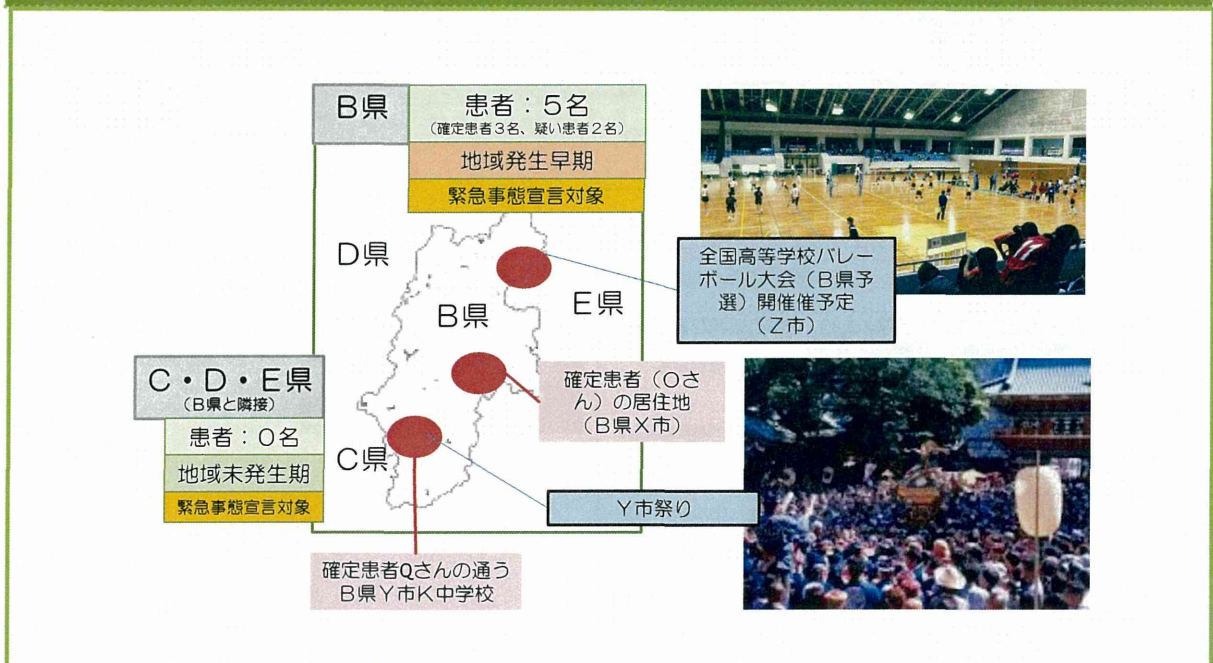 B県
患者：5名
（確定患者3名、疑い患者2名）
地域発生早期
緊急事態宣言対象
D県
B県
E県
全国高等学校バレー
ボール大会（B県予
選）開催催予定
（Z市）
C・D・E県
（B県と隣接）
患者：0名
地域未発生期
緊急事態宣言対象
C県
確定患者（Oさ
ん）の居住地
（B県X市）
Y市祭り
確定患者Qさんの通う
B県Y市K中学校